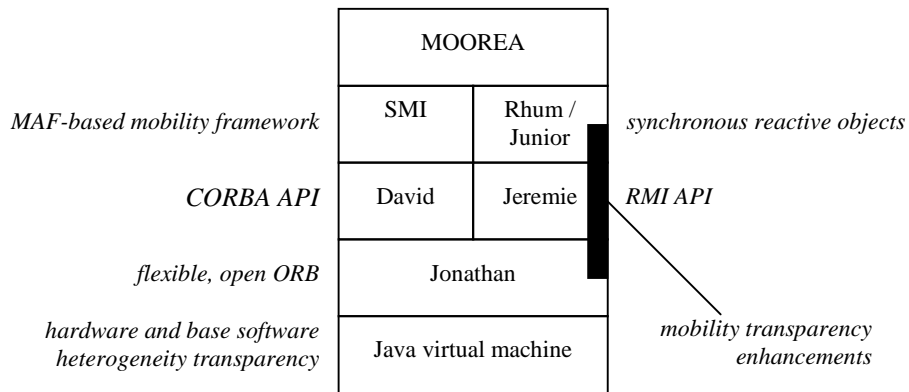 MOOREA
MAF-based mobility framework
SMI
Rhum /
Junior
synchronous reactive objects
CORBA API
David
Jeremie
RMI API
flexible, open ORB
Jonathan
hardware and base software
heterogeneity transparency
Java virtual machine
mobility transparency
enhancements